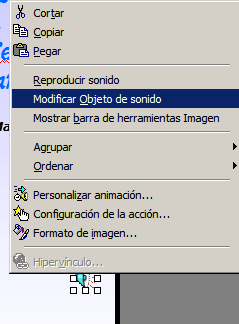 Cortar
Copiar
Pegar
Reproducir sonido
Modificar Objeto de sonido
Mostrar barra de herramientas Imagen
Agrupar
Ordenar
Personalizar animación...
Configuración de la acción...
Formato de imagen...
Hipervínculo...